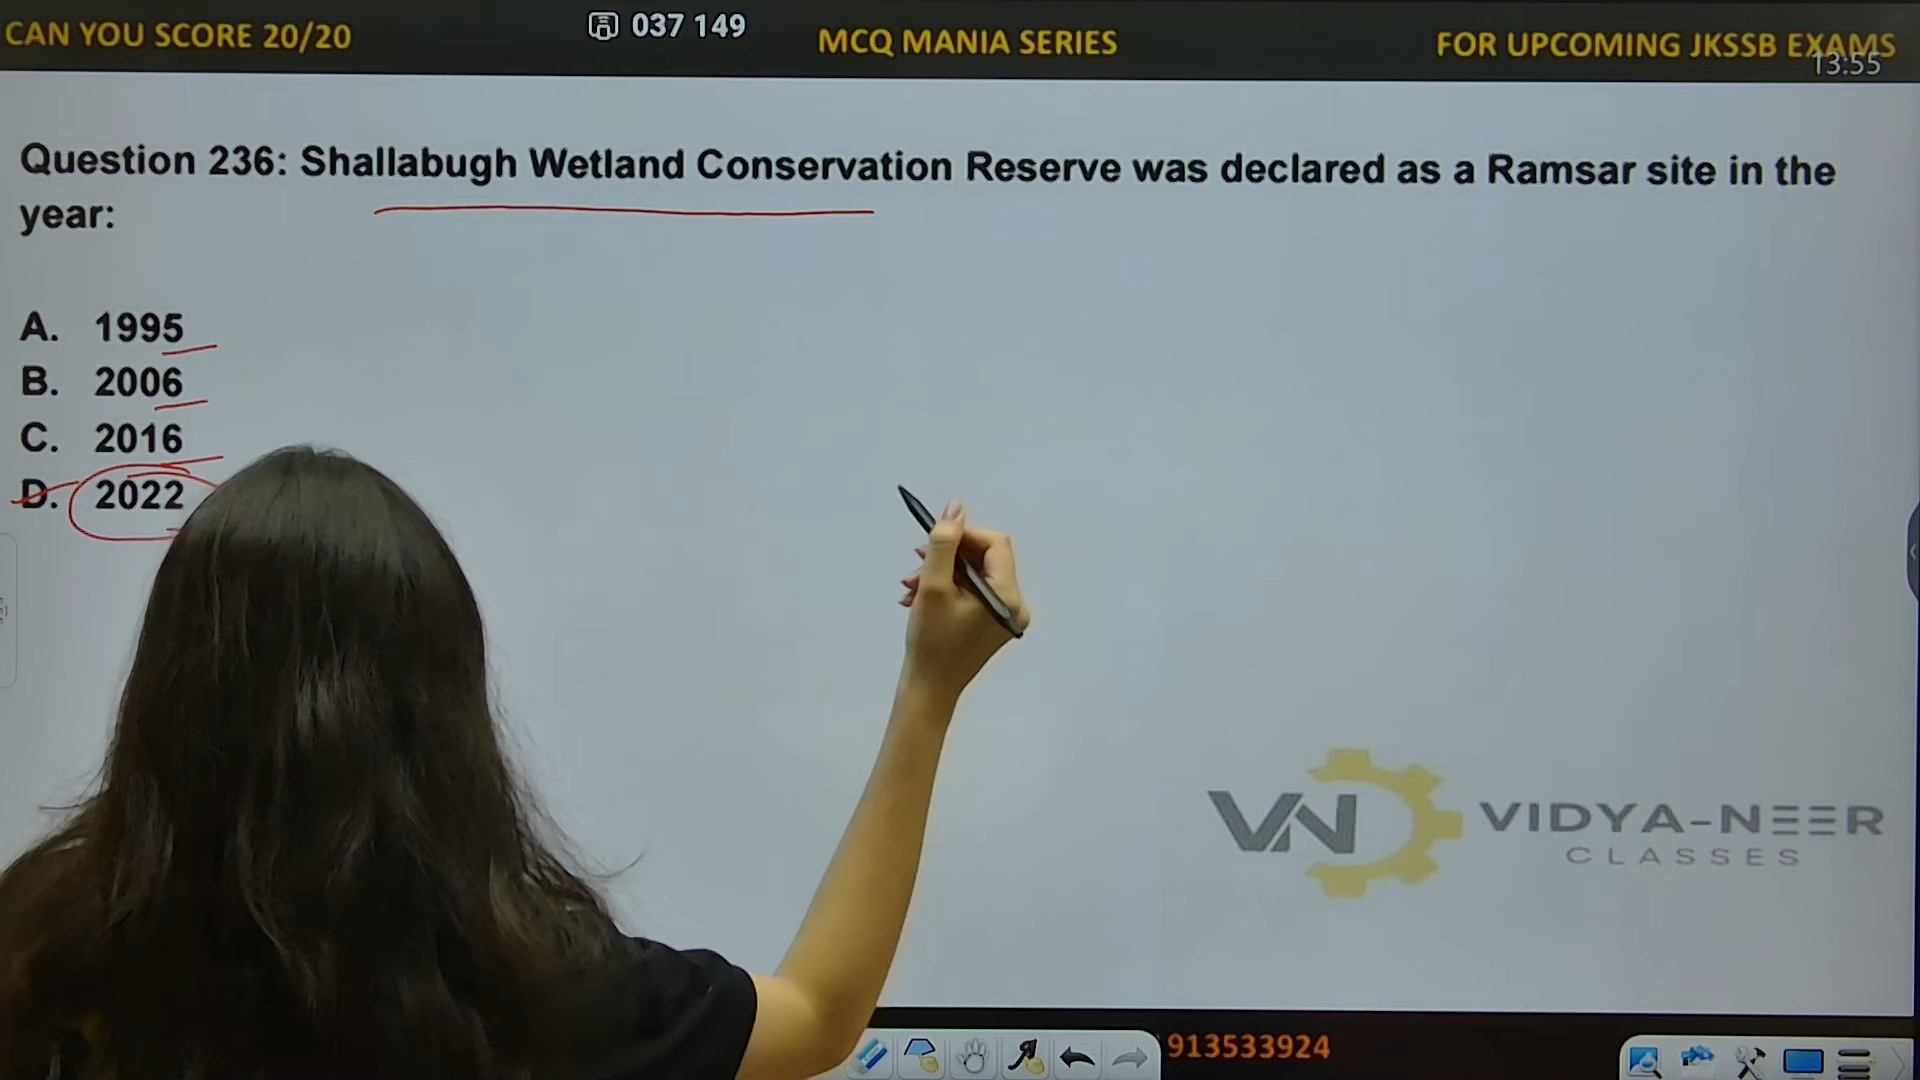 CAN YOU SCORE 20/20
037 149
MCQ MANIA SERIES
FOR UPCOMING JKSSB EXAMS
13:55
Question 236: Shallabugh Wetland Conservation Reserve was declared as a Ramsar site in the
year:
A. 1995
B. 2006
C. 2016
D. 2022
VN
VIDYA-NEER
CLASSES
913533924